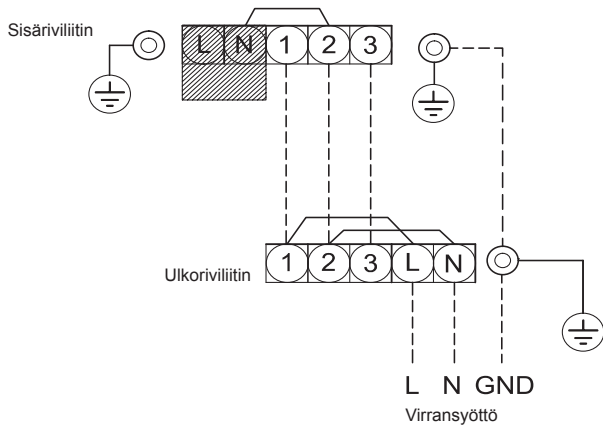 Sisäriviliitin
L N 1 2 3
1 2 3 L N
Ulkoriviliitin
L N GND
Virransyöttö